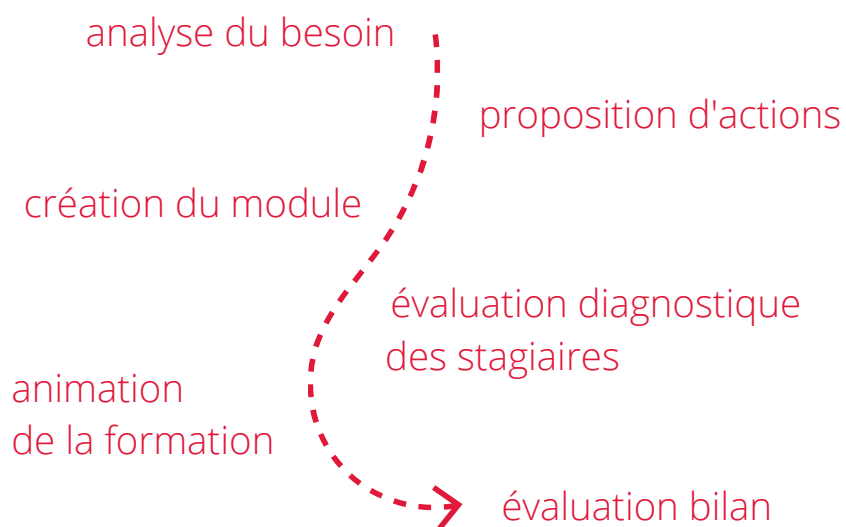 analyse du besoin
proposition d'actions
création du module
évaluation diagnostique
des stagiaires
animation
de la formation
évaluation bilan